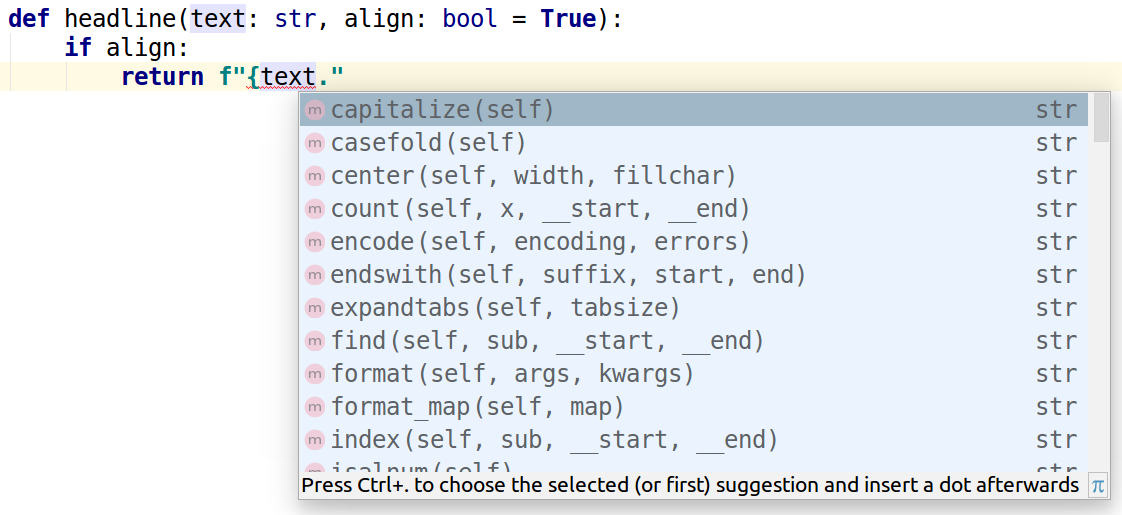 def headline(text: str, align: bool = True):
if align:
return f"{text."
m capitalize(self) str
m casefold(self) str
m center(self, width, fillchar) str
m count(self, x, __start, __end) str
m encode(self, encoding, errors) str
m endswith(self, suffix, start, end) str
m expandtabs(self, tabsize) str
m find(self, sub, __start, __end) str
m format(self, args, kwargs) str
m format_map(self, map) str
m index(self, sub, __start, __end) str
m isalnum(self) str
Press Ctrl+. to choose the selected (or first) suggestion and insert a dot afterwards π